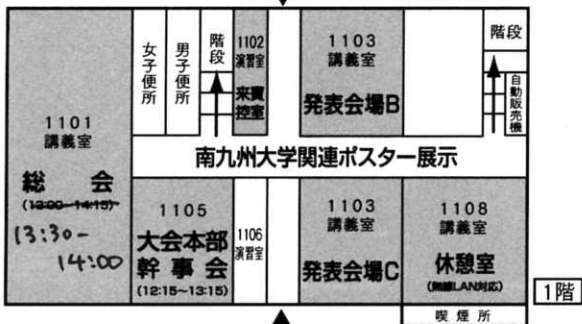 1101
講義室
総 会
(13:00-14:15)
13:30-
14:00
女子便所
男子便所
階段
1102
演習室
来賓
控室
1103
講義室
発表会場B
階段
自動販売機
南九州大学関連ポスター展示
1105
大会本部
幹事会
(12:15~13:15)
1106
演習室
1103
講義室
発表会場C
1108
講義室
休憩室
(無線LAN対応)
1階
喫煙所